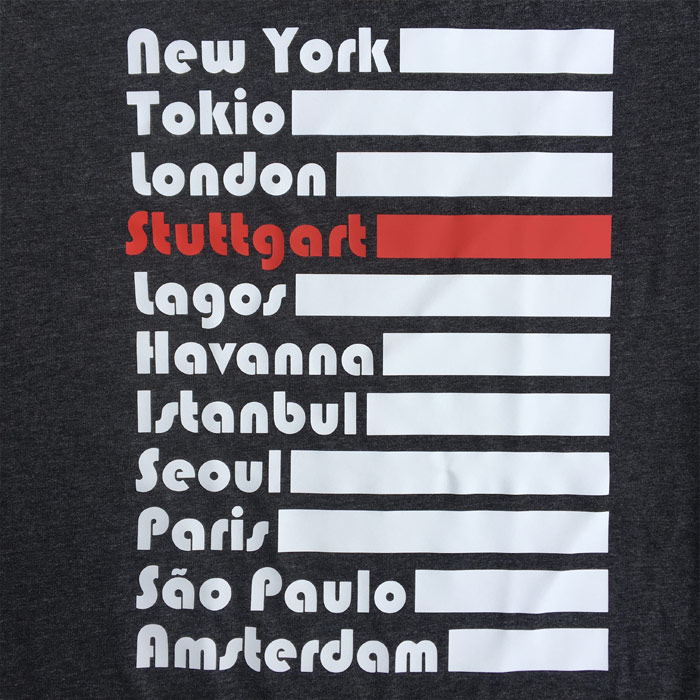 New York
Tokio
London
Stuttgart
Lagos
Havanna
Istanbul
Seoul
Paris
São Paulo
Amsterdam